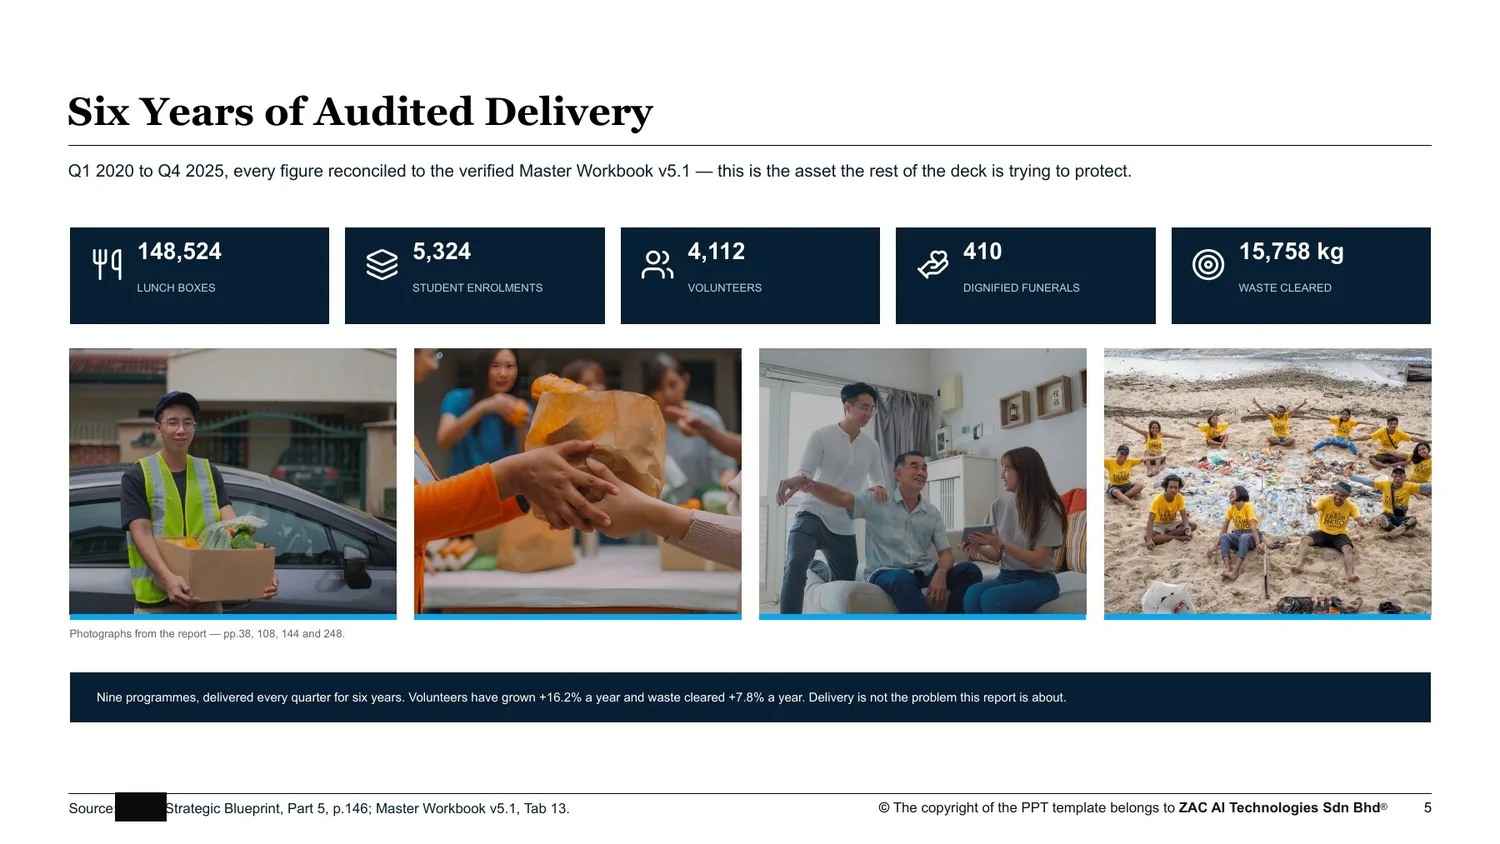 Six Years of Audited Delivery
Q1 2020 to Q4 2025, every figure reconciled to the verified Master Workbook v5.1 — this is the asset the rest of the deck is trying to protect.
148,524
LUNCH BOXES
5,324
STUDENT ENROLMENTS
4,112
VOLUNTEERS
410
DIGNIFIED FUNERALS
15,758 kg
WASTE CLEARED
Photographs from the report — pp.38, 108, 144 and 248.
Nine programmes, delivered every quarter for six years. Volunteers have grown +16.2% a year and waste cleared +7.8% a year. Delivery is not the problem this report is about.
Source: Strategic Blueprint, Part 5, p.146; Master Workbook v5.1, Tab 13.
© The copyright of the PPT template belongs to ZAC AI Technologies Sdn Bhd®
5